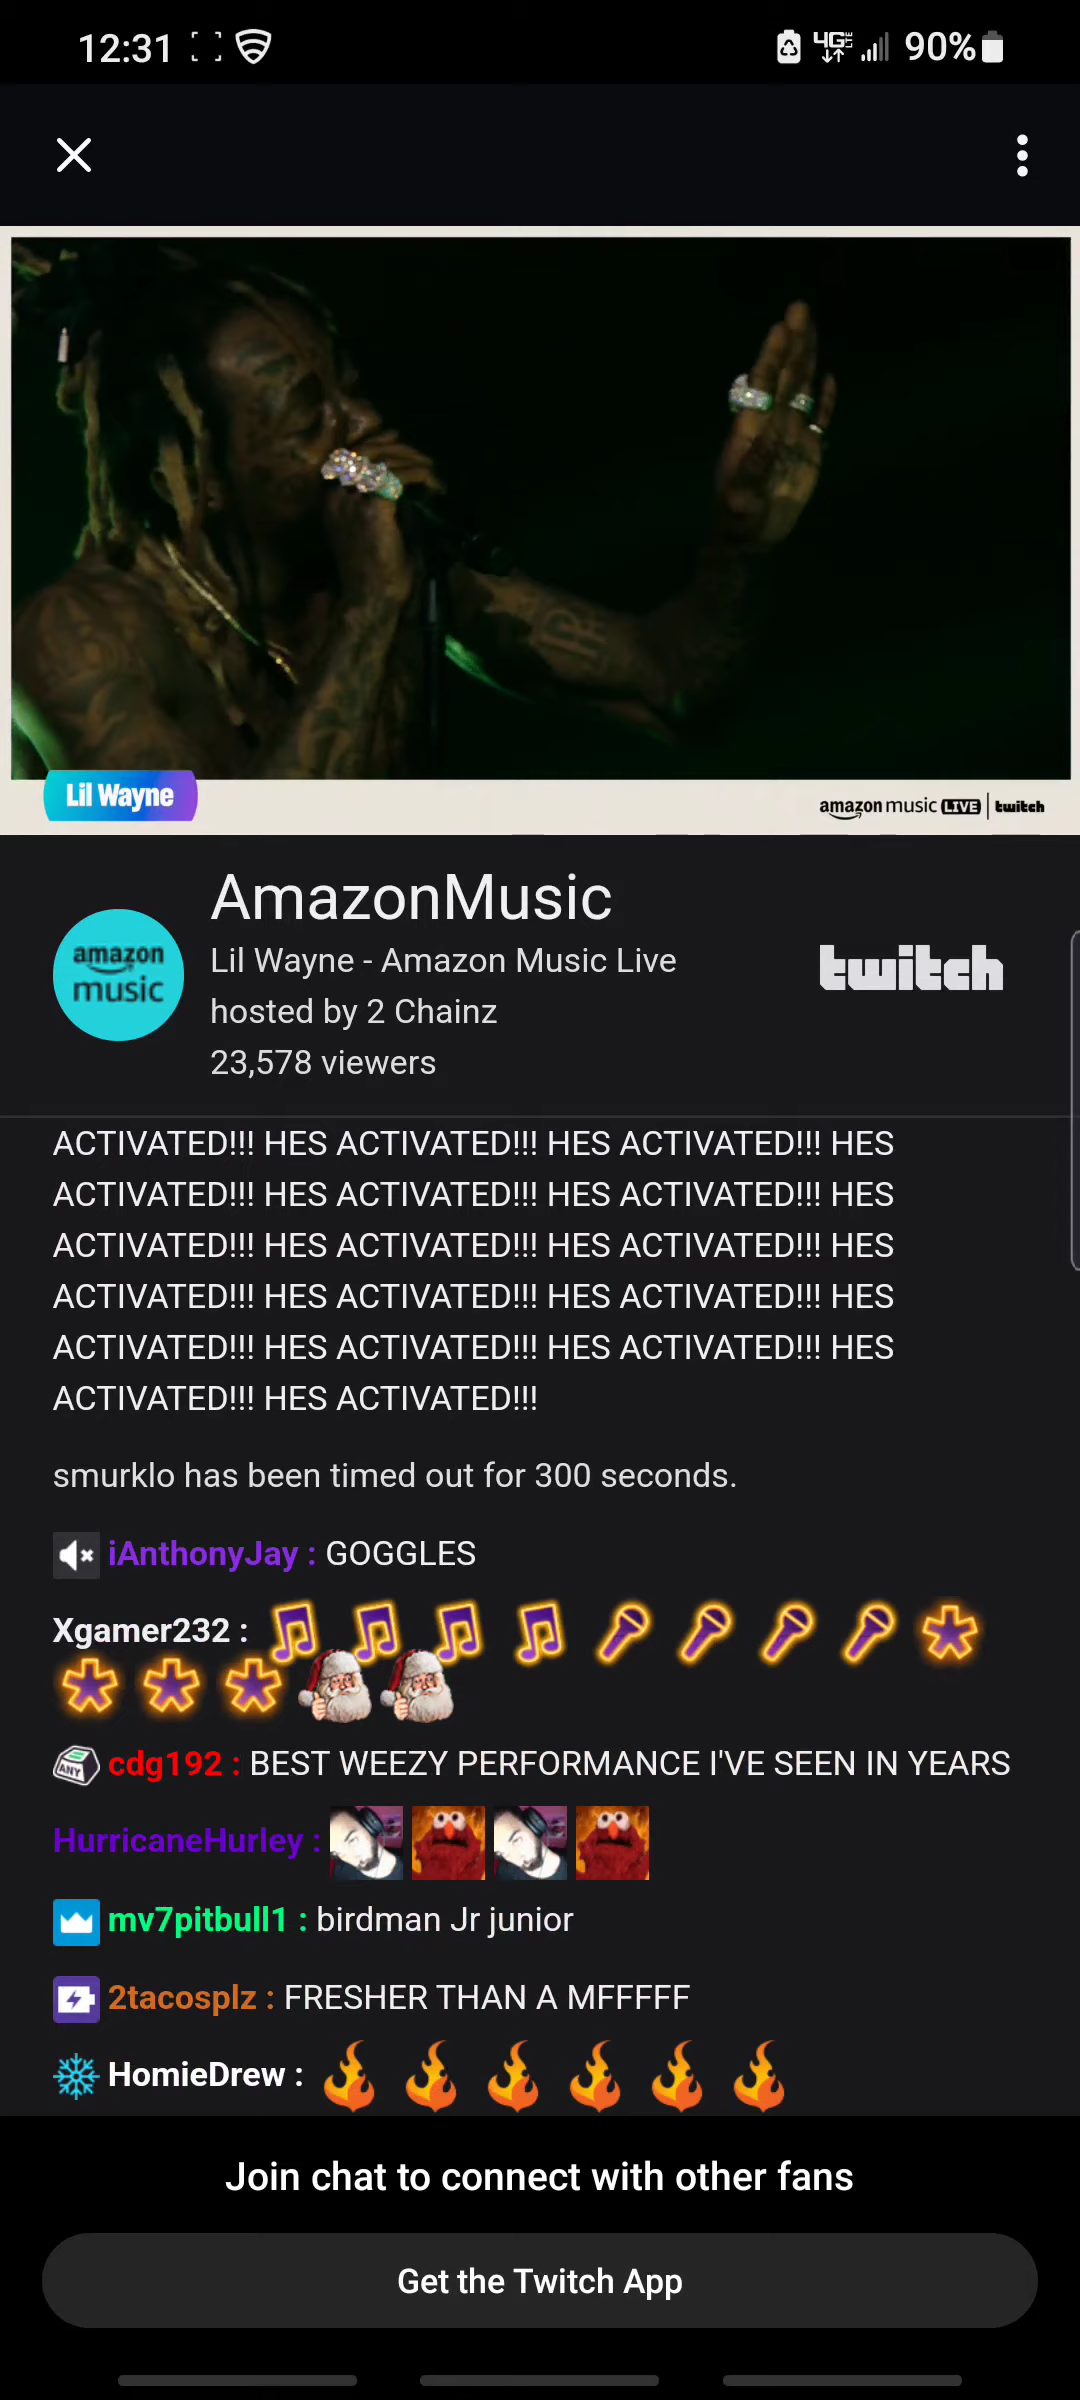 12:31
4G LTE
90%
Lil Wayne
amazon music LIVE | twitch
AmazonMusic
amazon music
Lil Wayne - Amazon Music Live
hosted by 2 Chainz
23,578 viewers
twitch
ACTIVATED!!! HES ACTIVATED!!! HES ACTIVATED!!! HES
ACTIVATED!!! HES ACTIVATED!!! HES ACTIVATED!!! HES
ACTIVATED!!! HES ACTIVATED!!! HES ACTIVATED!!! HES
ACTIVATED!!! HES ACTIVATED!!! HES ACTIVATED!!! HES
ACTIVATED!!! HES ACTIVATED!!! HES ACTIVATED!!! HES
ACTIVATED!!! HES ACTIVATED!!!
smurklo has been timed out for 300 seconds.
iAnthonyJay : GOGGLES
Xgamer232 :
ANY cdg192 : BEST WEEZY PERFORMANCE I'VE SEEN IN YEARS
HurricaneHurley :
mv7pitbull1 : birdman Jr junior
2tacosplz : FRESHER THAN A MFFFFF
HomieDrew :
Join chat to connect with other fans
Get the Twitch App